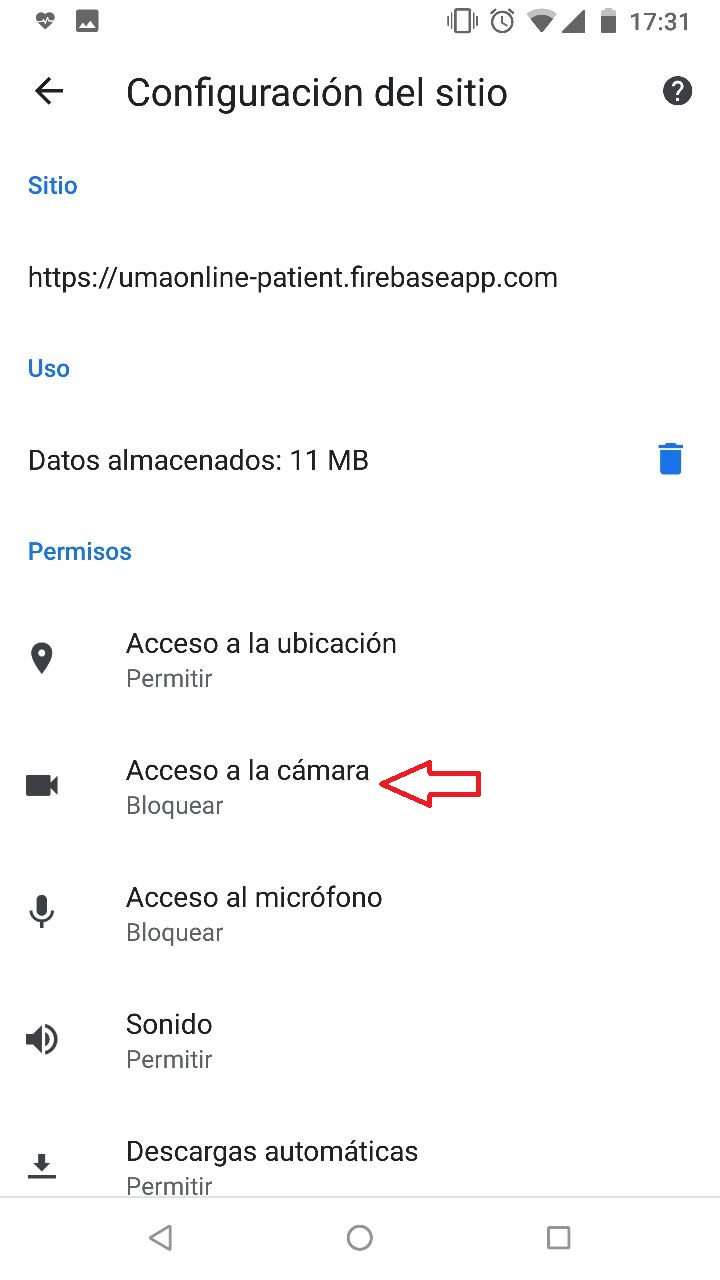 17:31
Configuración del sitio
Sitio
https://umaonline-patient.firebaseapp.com
Uso
Datos almacenados: 11 MB
Permisos
Acceso a la ubicación
Permitir
Acceso a la cámara
Bloquear
Acceso al micrófono
Bloquear
Sonido
Permitir
Descargas automáticas
Permitir